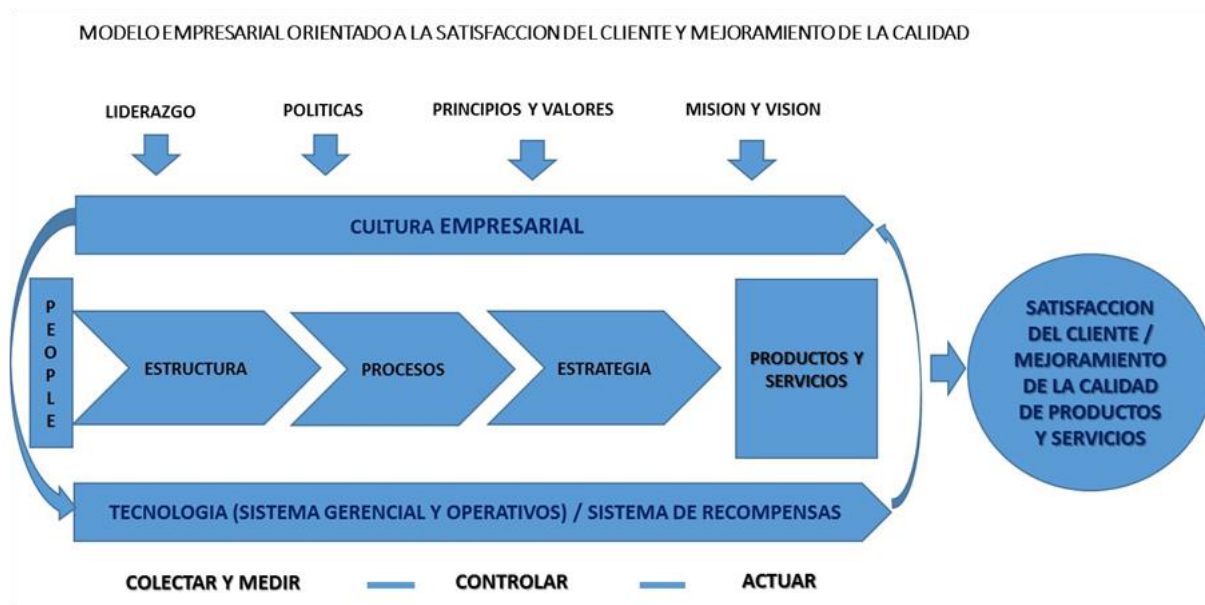 MODELO EMPRESARIAL ORIENTADO A LA SATISFACCION DEL CLIENTE Y MEJORAMIENTO DE LA CALIDAD
LIDERAZGO
POLITICAS
PRINCIPIOS Y VALORES
MISION Y VISION
CULTURA EMPRESARIAL
PEOPLE
ESTRUCTURA
PROCESOS
ESTRATEGIA
PRODUCTOS Y
SERVICIOS
SATISFACCION
DEL CLIENTE /
MEJORAMIENTO
DE LA CALIDAD
DE PRODUCTOS
Y SERVICIOS
TECNOLOGIA (SISTEMA GERENCIAL Y OPERATIVOS) / SISTEMA DE RECOMPENSAS
COLECTAR Y MEDIR
CONTROLAR
ACTUAR